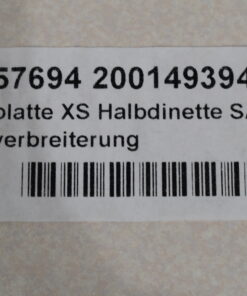 57694 200149394
platte XS Halbdinette S
verbreiterung